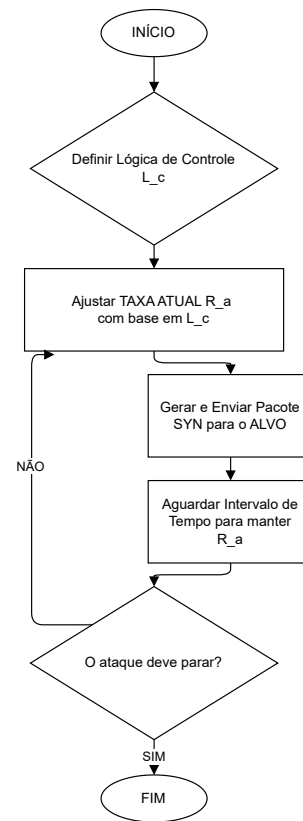 INÍCIO
Definir Lógica de Controle
L_c
Ajustar TAXA ATUAL R_a
com base em L_c
Gerar e Enviar Pacote
SYN para o ALVO
NÃO
Aguardar Intervalo de
Tempo para manter
R_a
O ataque deve parar?
SIM
FIM